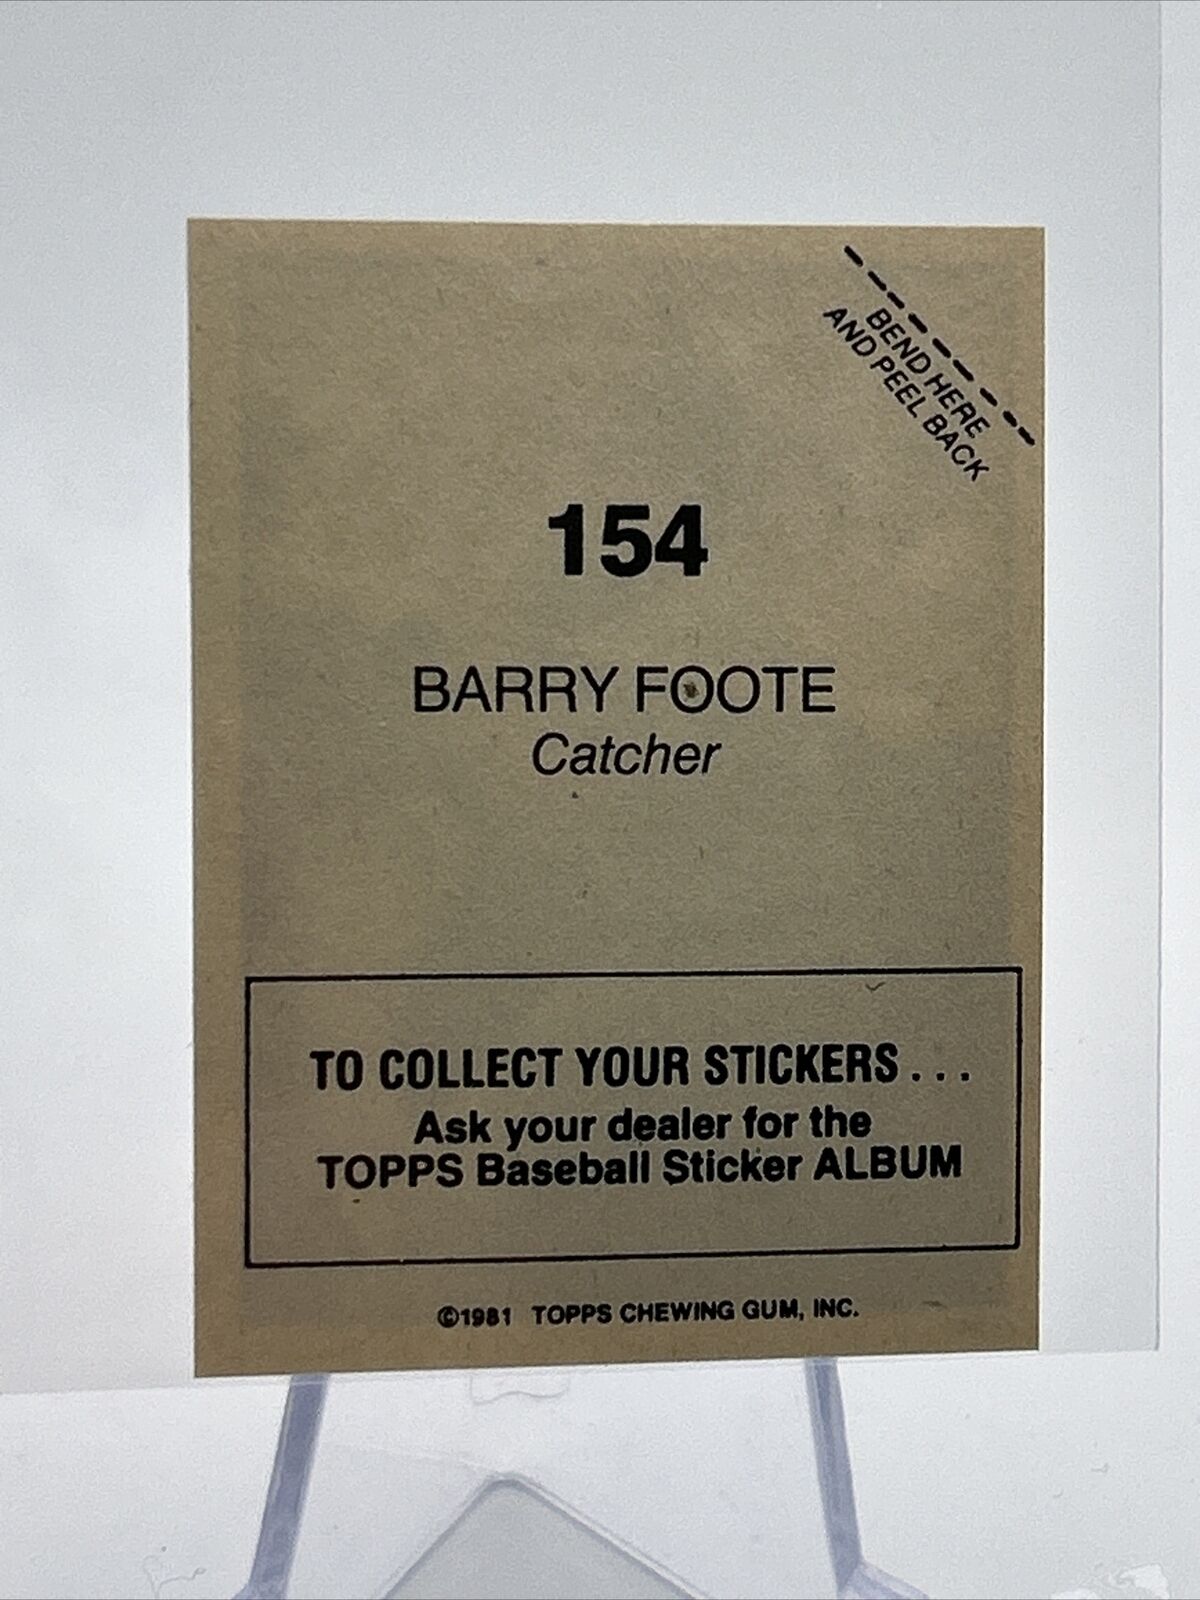 BEND HERE
AND PEEL BACK
154
BARRY FOOTE
Catcher
TO COLLECT YOUR STICKERS...
Ask your dealer for the
TOPPS Baseball Sticker ALBUM
©1981 TOPPS CHEWING GUM, INC.